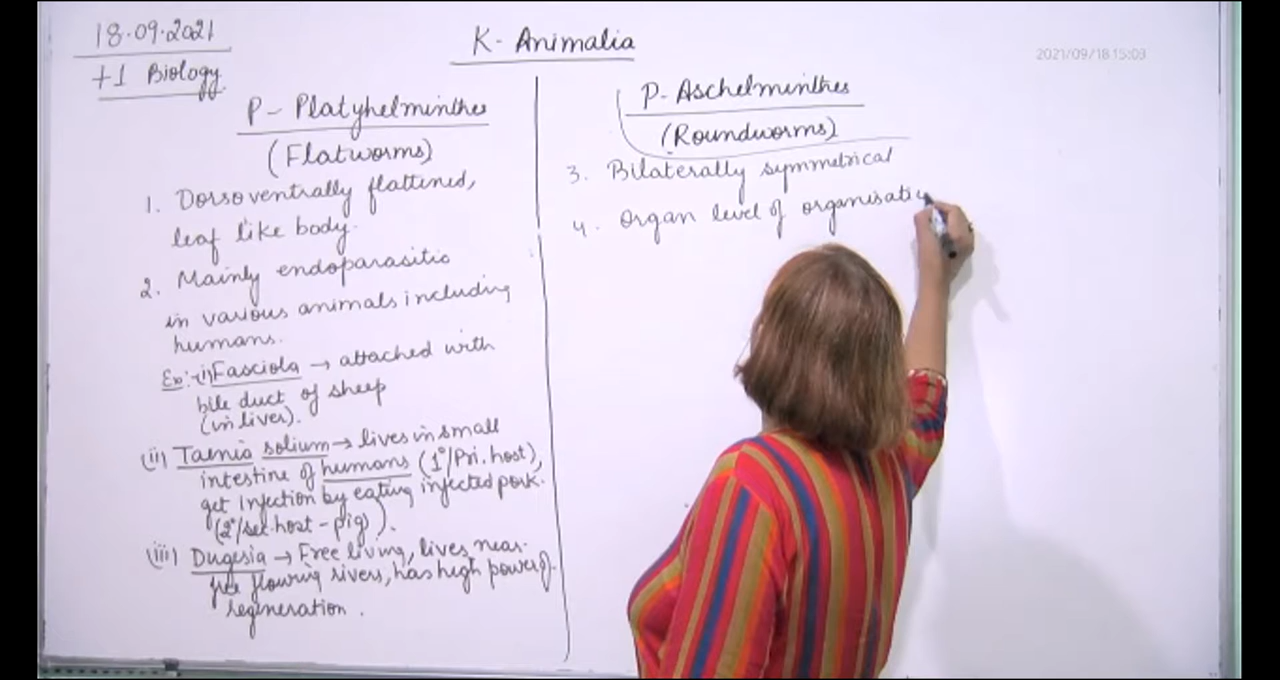 18.09.2021
+1 Biology
K- Animalia
2021/09/18 15:09
P- Platyhelminthes
(Flatworms)
1. Dorsoventrally flattened,
leaf like body.
2. Mainly endoparasitic
in various animals including
humans.
Ex:-(i) Fasciola → attached with
bile duct of sheep
(in liver).
(ii) Taenia solium → lives in small
intestine of humans (1°/Pri. host),
get infection by eating infected pork.
(2°/sec. host - pig).
(iii) Dugesia → Free living, lives near
free flowing rivers, has high power of
regeneration.
P- Aschelminthes
(Roundworms)
3. Bilaterally symmetrical
4. Organ level of organisati